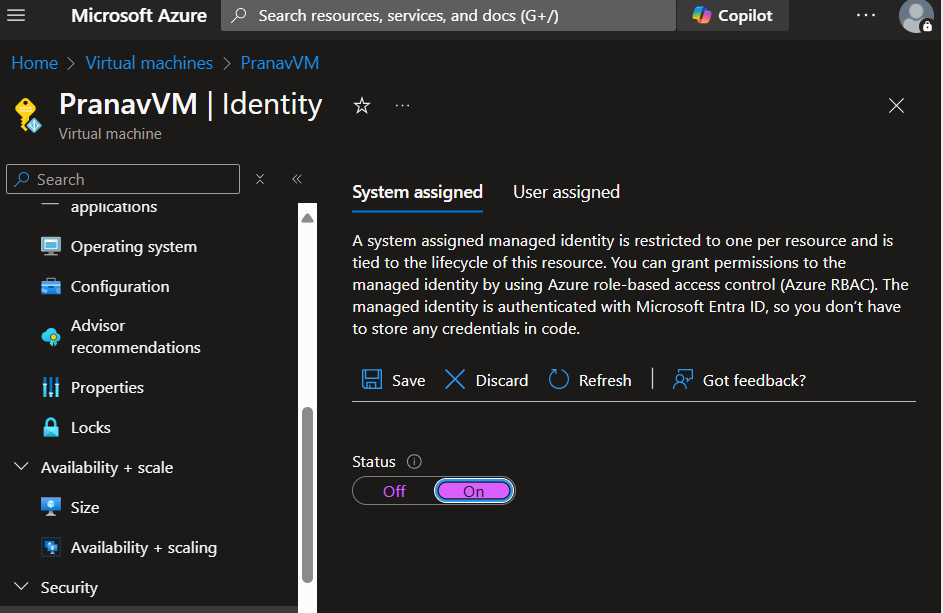 Microsoft Azure
Search resources, services, and docs (G+/)
Copilot
Home > Virtual machines > PranavVM
PranavVM | Identity
Virtual machine
Search
applications
Operating system
Configuration
Advisor
recommendations
Properties
Locks
Availability + scale
Size
Availability + scaling
Security
System assigned
User assigned
A system assigned managed identity is restricted to one per resource and is
tied to the lifecycle of this resource. You can grant permissions to the
managed identity by using Azure role-based access control (Azure RBAC). The
managed identity is authenticated with Microsoft Entra ID, so you don’t have
to store any credentials in code.
Save
Discard
Refresh
Got feedback?
Status
Off
On